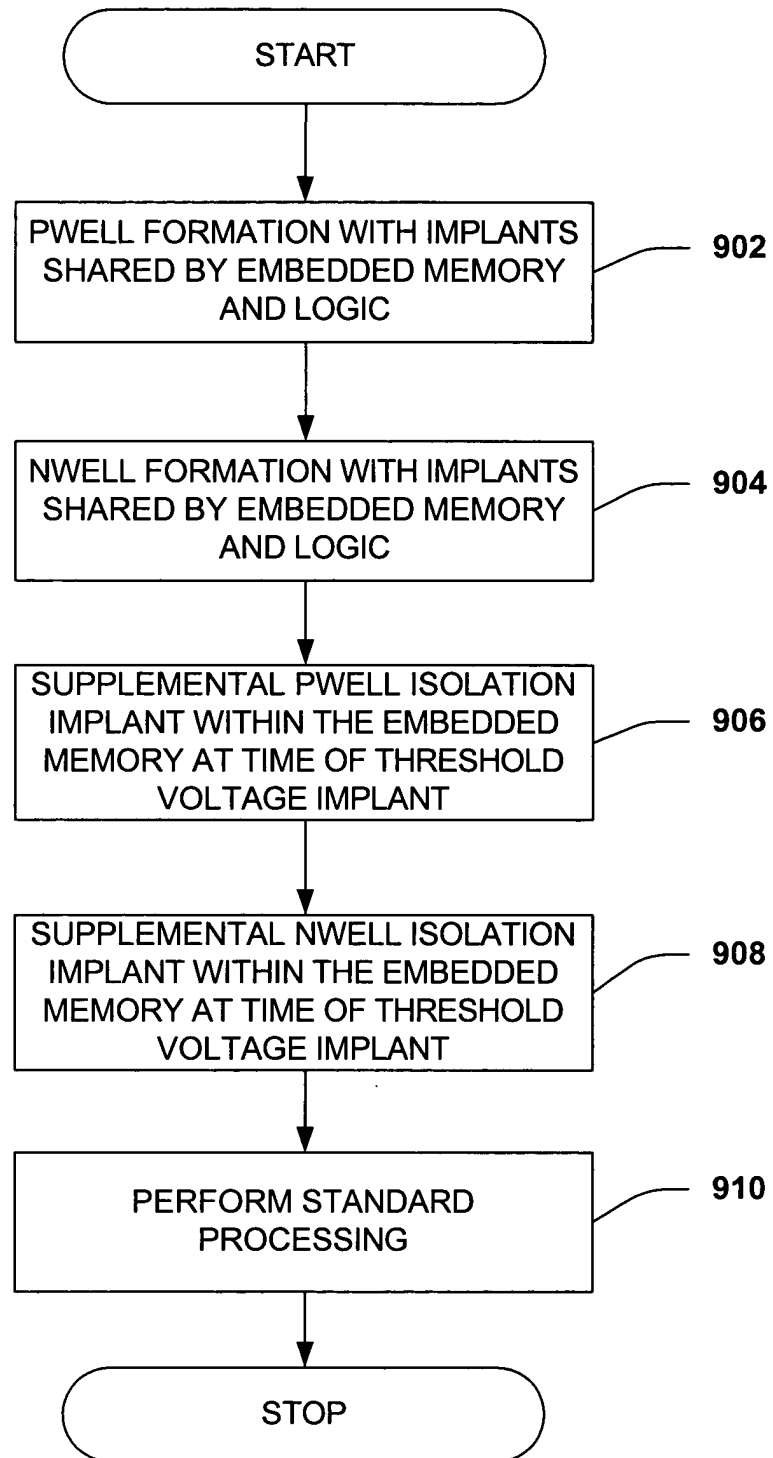 START
PWELL FORMATION WITH IMPLANTS
SHARED BY EMBEDDED MEMORY
AND LOGIC
902
NWELL FORMATION WITH IMPLANTS
SHARED BY EMBEDDED MEMORY
AND LOGIC
904
SUPPLEMENTAL PWELL ISOLATION
IMPLANT WITHIN THE EMBEDDED
MEMORY AT TIME OF THRESHOLD
VOLTAGE IMPLANT
906
SUPPLEMENTAL NWELL ISOLATION
IMPLANT WITHIN THE EMBEDDED
MEMORY AT TIME OF THRESHOLD
VOLTAGE IMPLANT
908
PERFORM STANDARD
PROCESSING
910
STOP